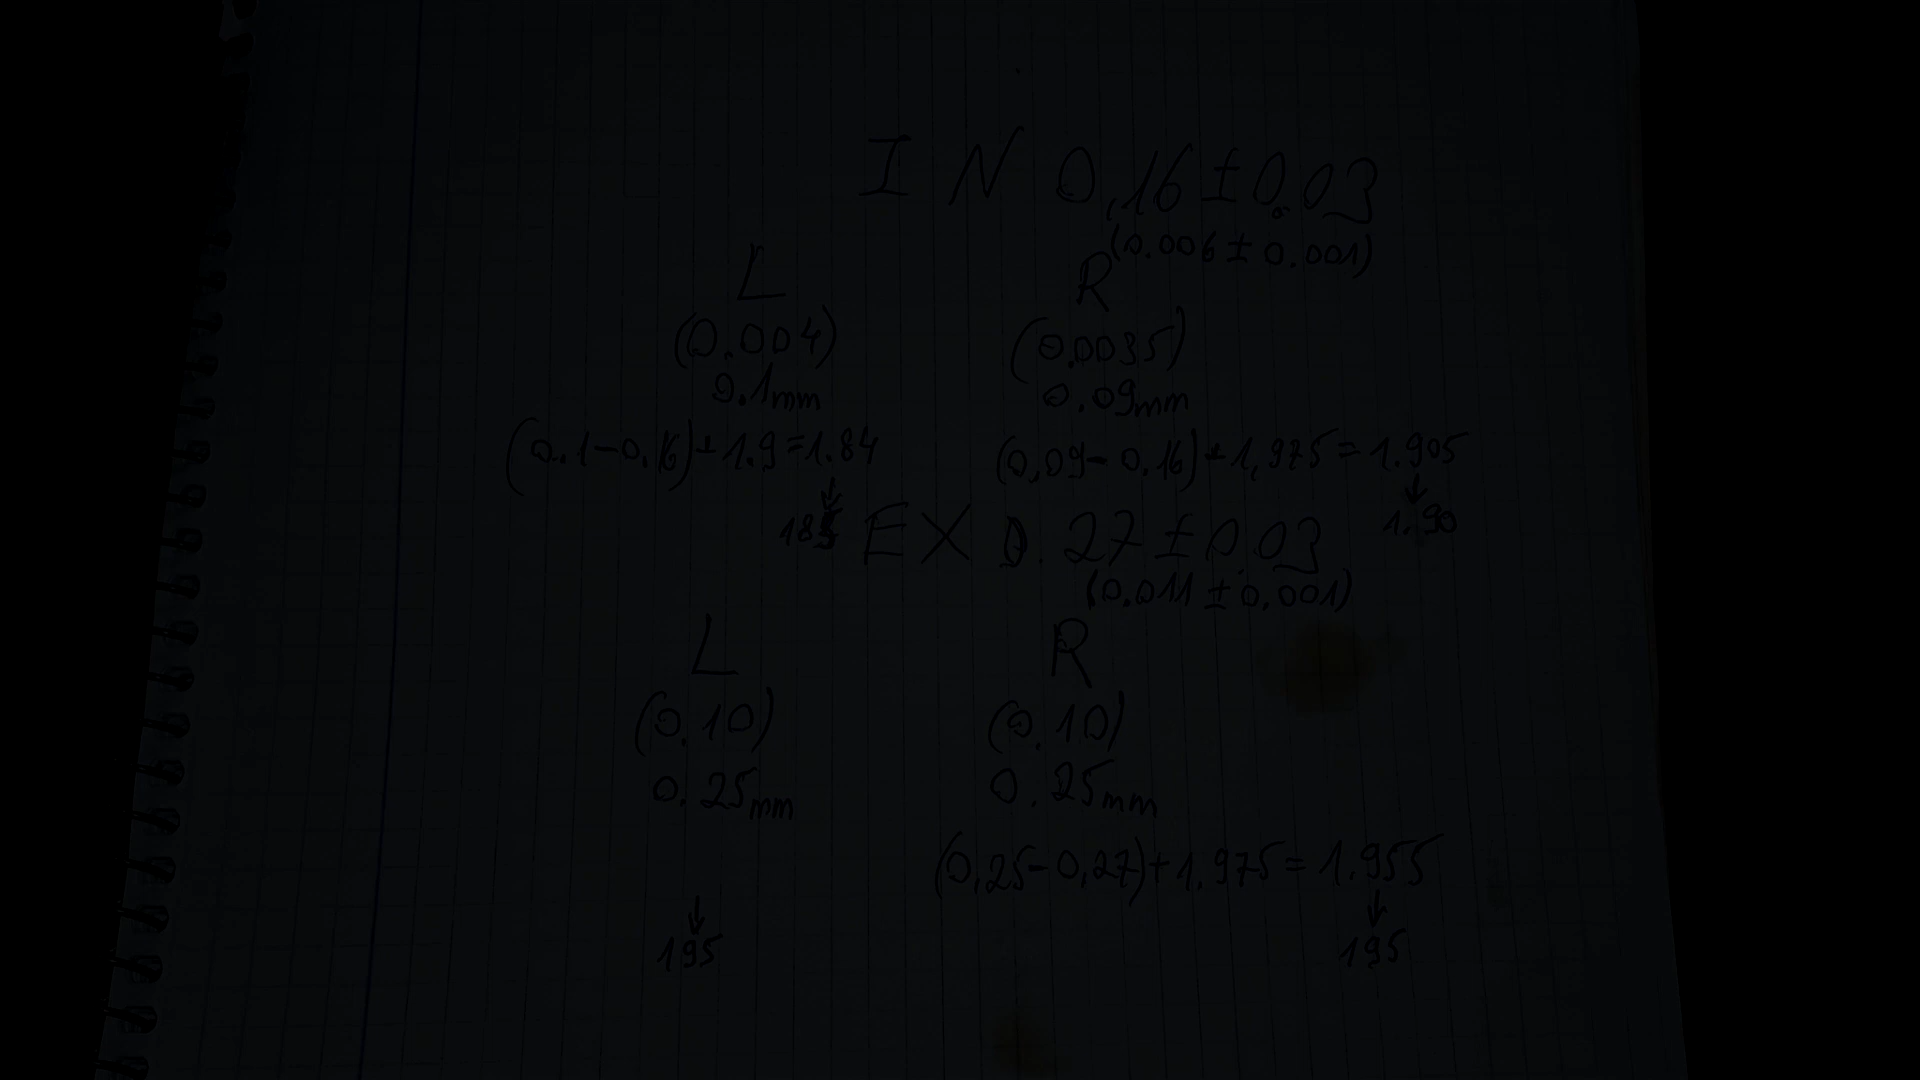 IN 0,16 ± 0.03
(0.006 ± 0.001)
L R
(0.004) (0.0035)
0.1mm 0.09mm
(0.1-0.16)+1.9=1.84 (0,09-0.16)+1,975=1.905
↓ ↓
185 1.90
EX 0.27 ± 0.03
(0.011 ± 0.001)
L R
(0.10) (0.10)
0.25mm 0.25mm
(0.25-0,27)+1.975=1.955
↓ ↓
195 195